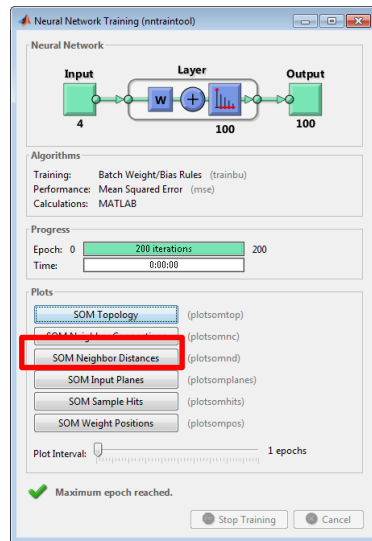 Neural Network Training (nntraintool)
Neural Network
Input
Layer
Output
W
4
100
100
Algorithms
Training: Batch Weight/Bias Rules (trainbu)
Performance: Mean Squared Error (mse)
Calculations: MATLAB
Progress
Epoch: 0 200 iterations 200
Time: 0:00:00
Plots
SOM Topology (plotsomtop)
SOM Neighbor (plotsomnc)
SOM Neighbor Distances (plotsomnd)
SOM Input Planes (plotsomplanes)
SOM Sample Hits (plotsomhits)
SOM Weight Positions (plotsompos)
Plot Interval: 1 epochs
Maximum epoch reached.
Stop Training Cancel